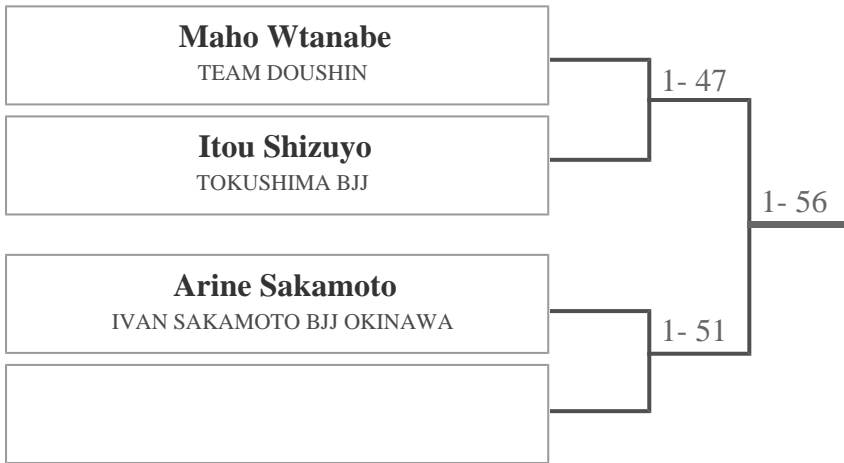 Maho Wtanabe
TEAM DOUSHIN
1- 47
Itou Shizuyo
TOKUSHIMA BJJ
1- 56
Arine Sakamoto
IVAN SAKAMOTO BJJ OKINAWA
1- 51